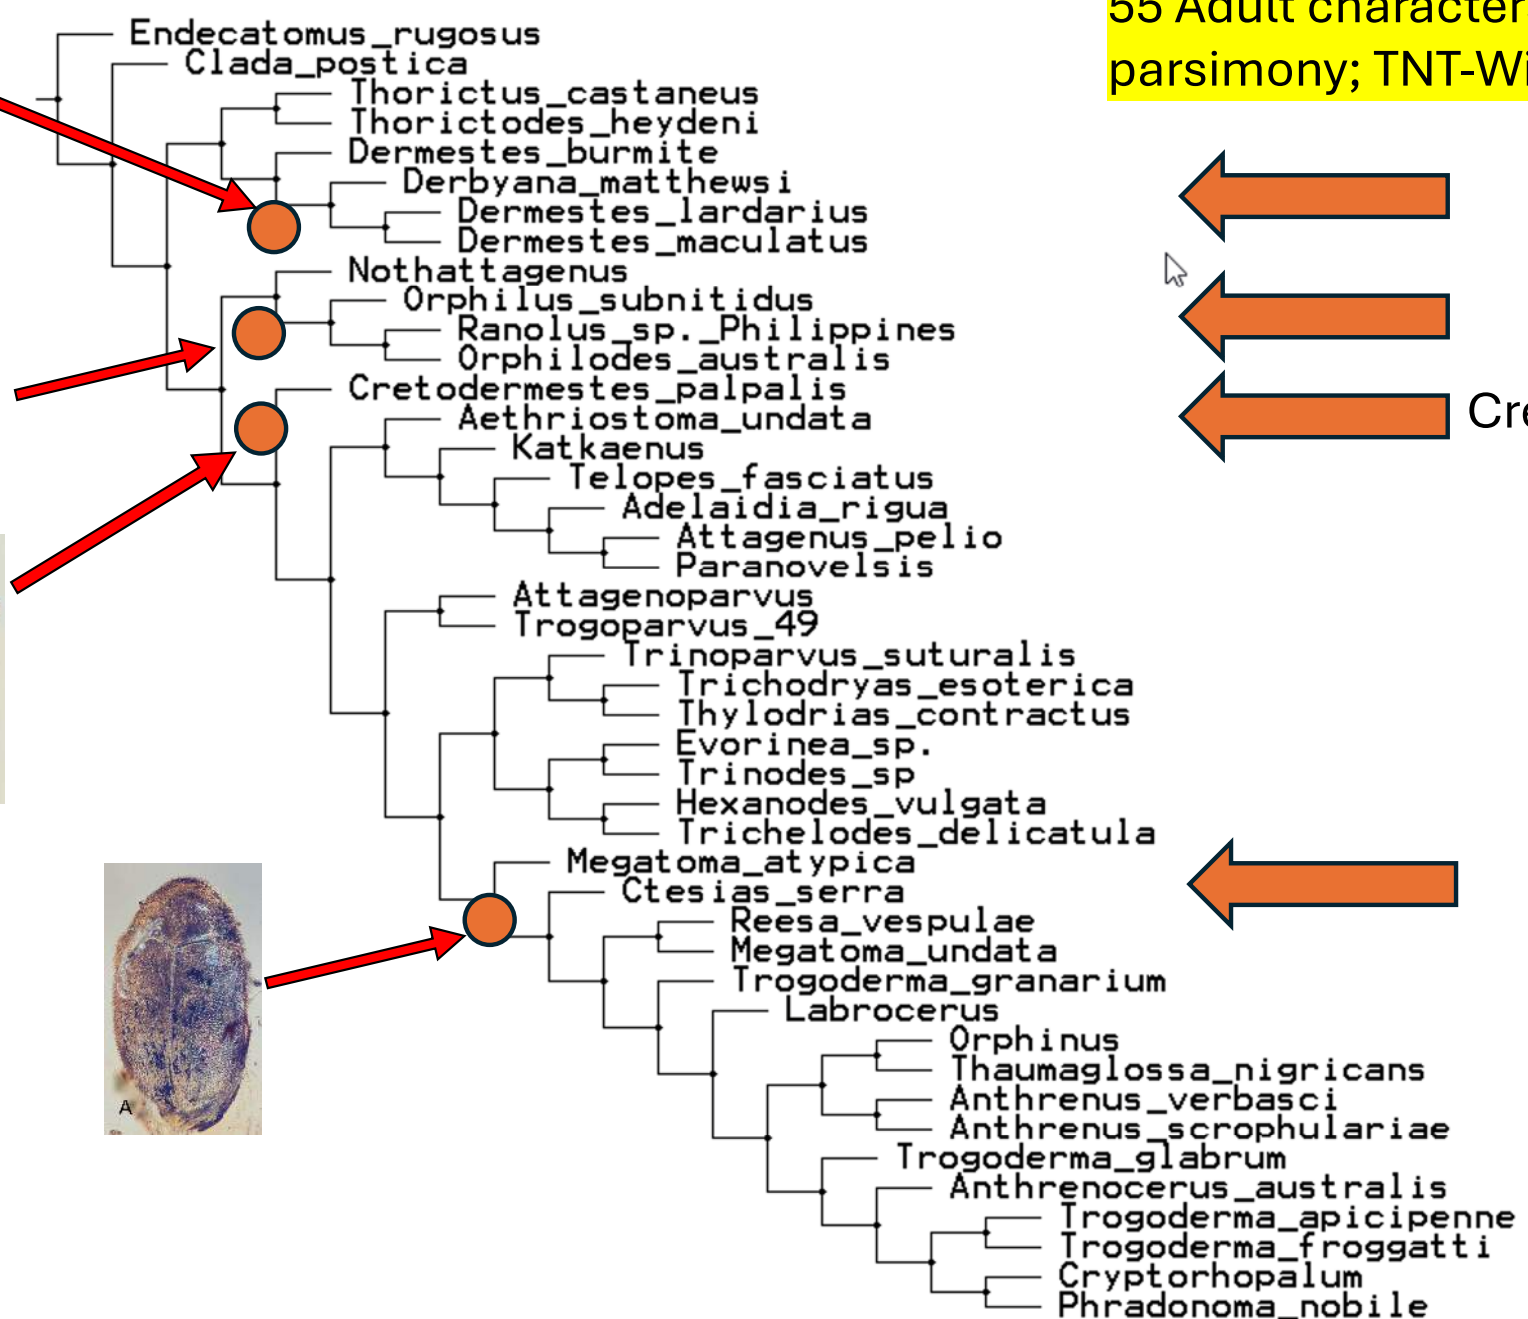 55 Adult character
parsimony; TNT-Wi
Endecatomus_rugosus
Clada_postica
Thorictus_castaneus
Thorictodes_heydeni
Dermestes_burmite
Derbyana_matthewsi
Dermestes_lardarius
Dermestes_maculatus
Nothattagenus
Orphilus_subnitidus
Ranolus_sp._Philippines
Orphilodes_australis
Cretodermestes_palpalis
Cre
Aethriostoma_undata
Katkaenus
Telopes_fasciatus
Adelaidia_rigua
Attagenus_pelio
Paranovelsis
Attagenoparvus
Trogoparvus_49
Trinoparvus_suturalis
Trichodryas_esoterica
Thylodrias_contractus
Evorinea_sp.
Trinodes_sp
Hexanodes_vulgata
Trichelodes_delicatula
Megatoma_atypica
Ctesias_serra
Reesa_vespulae
Megatoma_undata
Trogoderma_granarium
Labrocerus
Orphinus
Thaumaglossa_nigricans
Anthrenus_verbasci
A
Anthrenus_scrophulariae
Trogoderma_glabrum
Anthrenocerus_australis
Trogoderma_apicipenne
Trogoderma_froggatti
Cryptorhopalum
Phradonoma_nobile